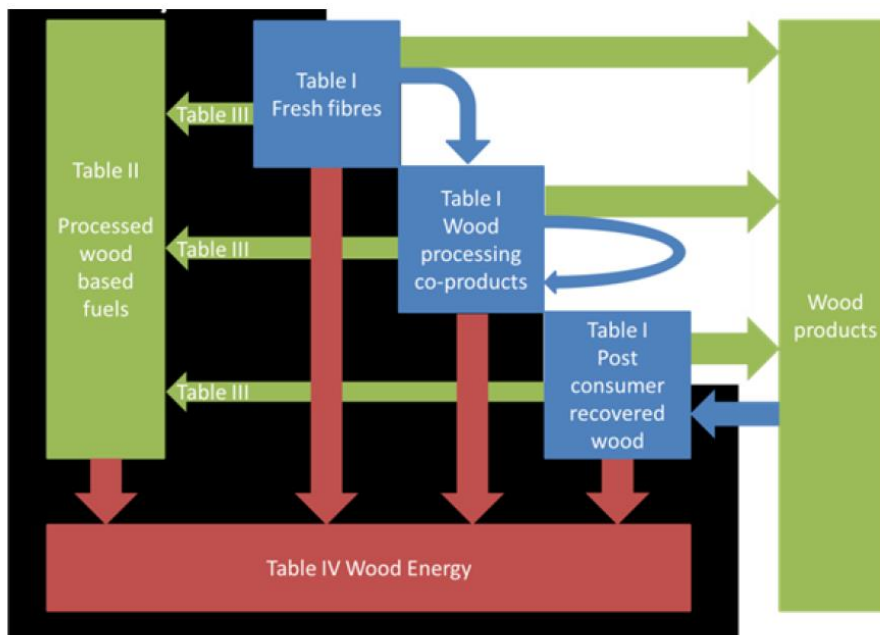 Table I
Fresh fibres
Table III
Table II
Processed
wood
based
fuels
Table I
Wood
processing
co-products
Table III
Wood
products
Table I
Post
consumer
recovered
wood
Table III
Table IV Wood Energy